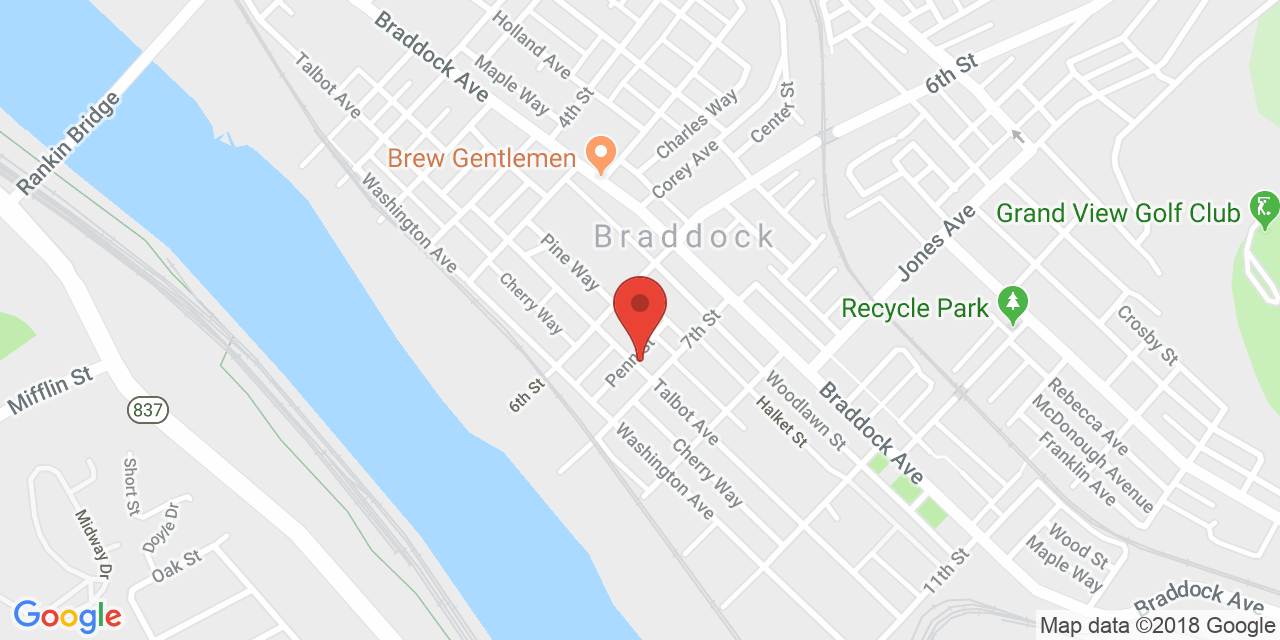 Holland Ave
Braddock Ave
Maple Way
6th St
Talbot Ave
4th St
Charles Way
Center St
Rankin Bridge
Brew Gentlemen
Corey Ave
Washington Ave
Braddock
Grand View Golf Club
Jones Ave
Pine Way
Cherry Way
Recycle Park
7th St
Crosby St
Penn St
Mifflin St
6th St
837
Talbot Ave
Woodlawn St
Halket St
Braddock Ave
Rebecca Ave
McDonough Avenue
Franklin Ave
Washington Ave
Cherry Way
Short St
Midway Dr
Doyle Dr
Oak St
Wood St
Maple Way
11th St
Braddock Ave
Google
Map data ©2018 Google